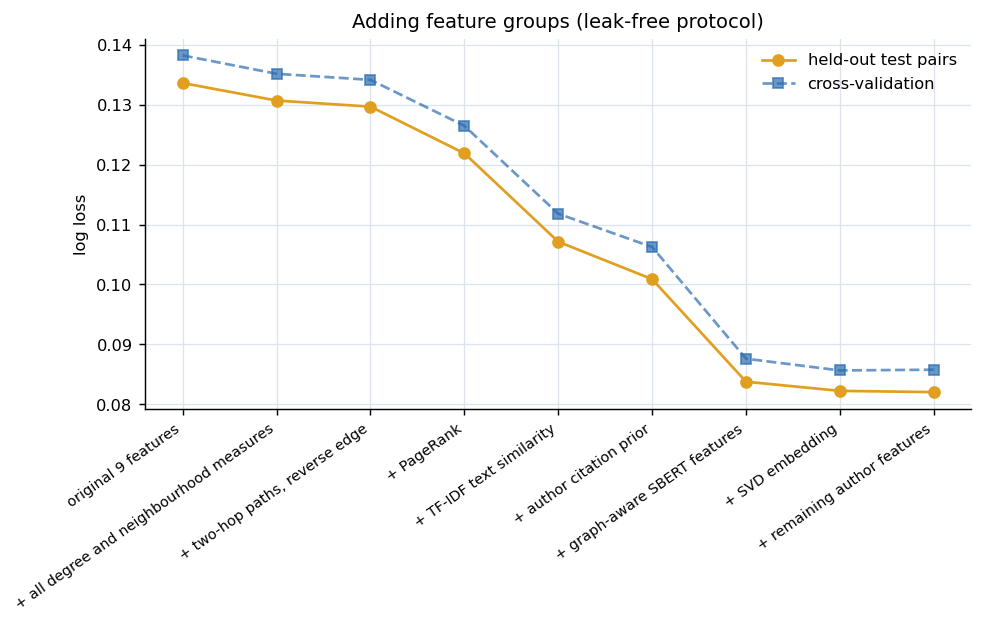 Adding feature groups (leak-free protocol)
held-out test pairs
cross-validation
log loss
0.14
0.13
0.12
0.11
0.10
0.09
0.08
original 9 features
+ all degree and neighbourhood measures
+ two-hop paths, reverse edge
+ PageRank
+ TF-IDF text similarity
+ author citation prior
+ graph-aware SBERT features
+ SVD embedding
+ remaining author features